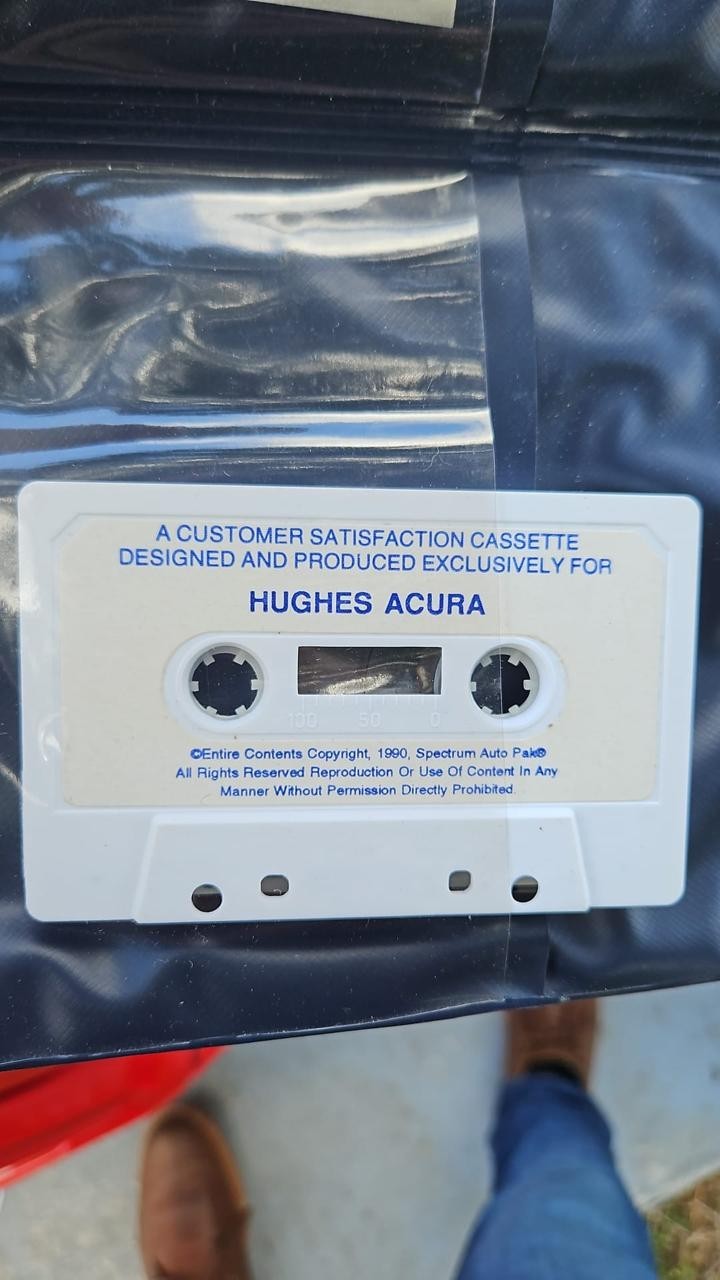 A CUSTOMER SATISFACTION CASSETTE
DESIGNED AND PRODUCED EXCLUSIVELY FOR
HUGHES ACURA
100 50 0
©Entire Contents Copyright, 1990, Spectrum Auto Pak®
All Rights Reserved Reproduction Or Use Of Content In Any
Manner Without Permission Directly Prohibited.